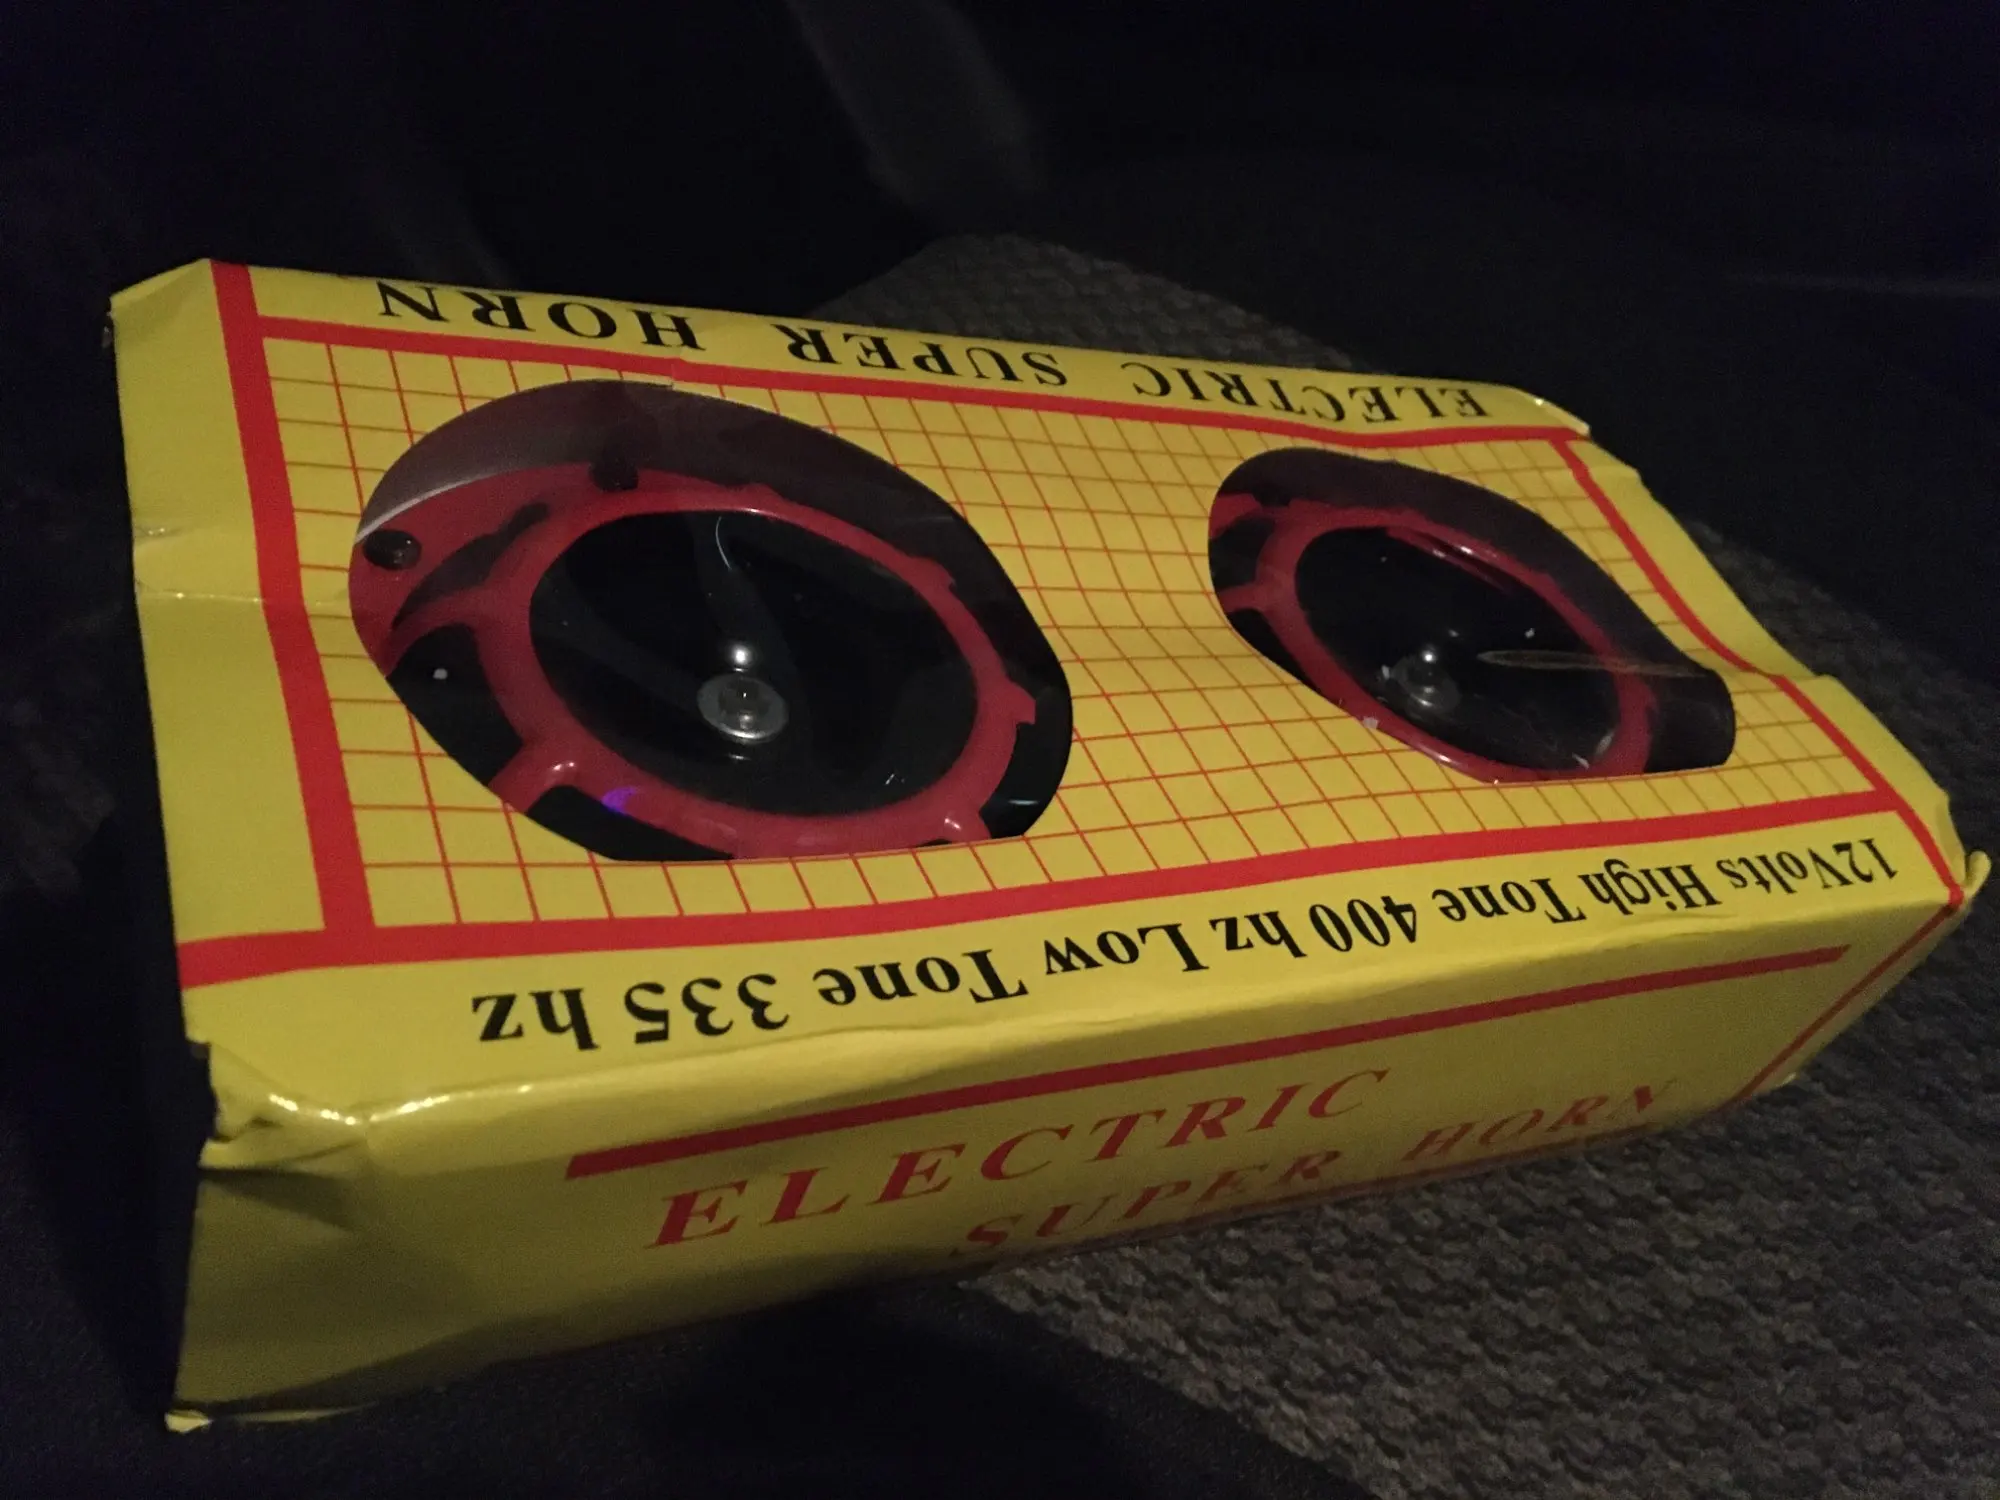 ELECTRIC SUPER HORN
12Volts High Tone 400 hz Low Tone 335 hz
ELECTRIC
SUPER HORN